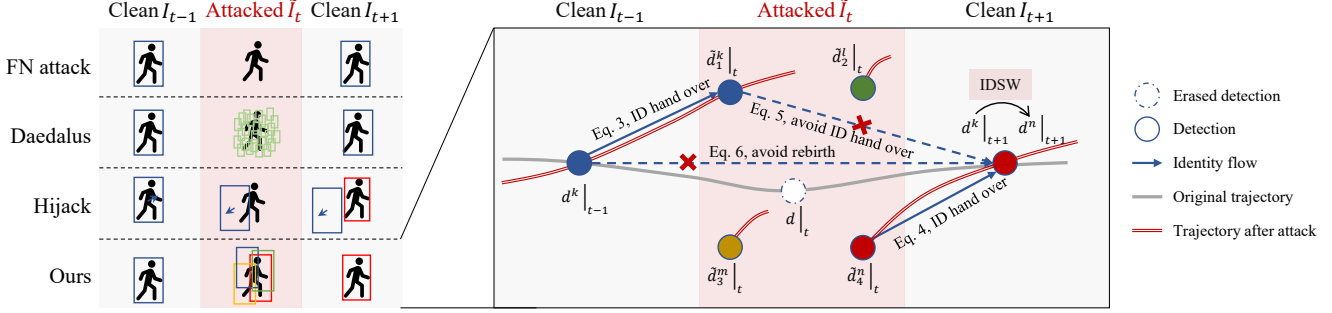 Clean I_{t−1} Attacked Ĩ_t Clean I_{t+1}
FN attack
Daedalus
Hijack
Ours
Clean I_{t−1} Attacked Ĩ_t Clean I_{t+1}
d̃_1^k|_t
d̃_2^l|_t
IDSW
d^k|_{t+1} d^n|_{t+1}
Eq. 3, ID hand over
Eq. 5, avoid ID hand over
Eq. 6, avoid rebirth
d^k|_{t−1}
d|_t
Eq. 4, ID hand over
d̃_3^m|_t
d̃_4^n|_t
Erased detection
Detection
Identity flow
Original trajectory
Trajectory after attack